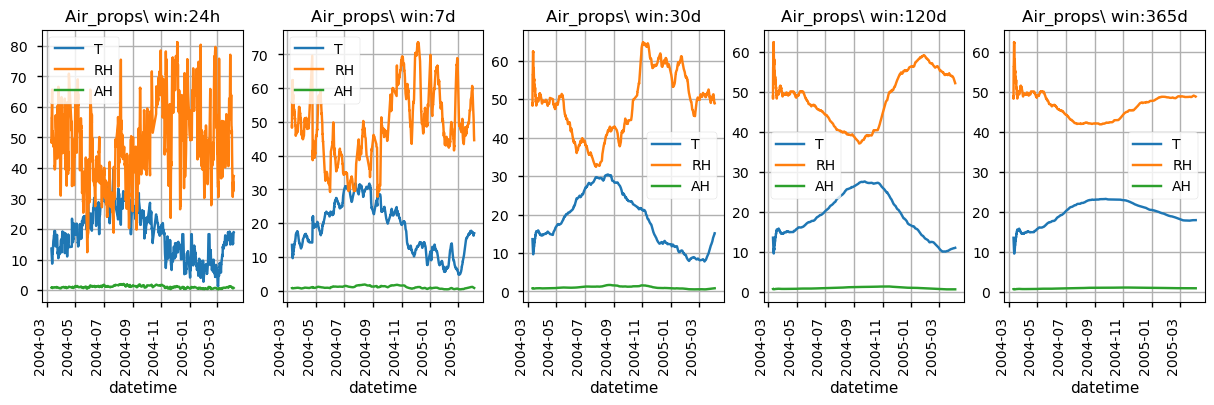 Air_props\ win:24h
80
70
60
50
40
30
20
10
0
T
RH
AH
2004-03
2004-05
2004-07
2004-09
2004-11
2005-01
2005-03
datetime
Air_props\ win:7d
70
60
50
40
30
20
10
0
T
RH
AH
2004-03
2004-05
2004-07
2004-09
2004-11
2005-01
2005-03
datetime
Air_props\ win:30d
60
50
40
30
20
10
0
T
RH
AH
2004-03
2004-05
2004-07
2004-09
2004-11
2005-01
2005-03
datetime
Air_props\ win:120d
60
50
40
30
20
10
0
T
RH
AH
2004-03
2004-05
2004-07
2004-09
2004-11
2005-01
2005-03
datetime
Air_props\ win:365d
60
50
40
30
20
10
0
T
RH
AH
2004-03
2004-05
2004-07
2004-09
2004-11
2005-01
2005-03
datetime